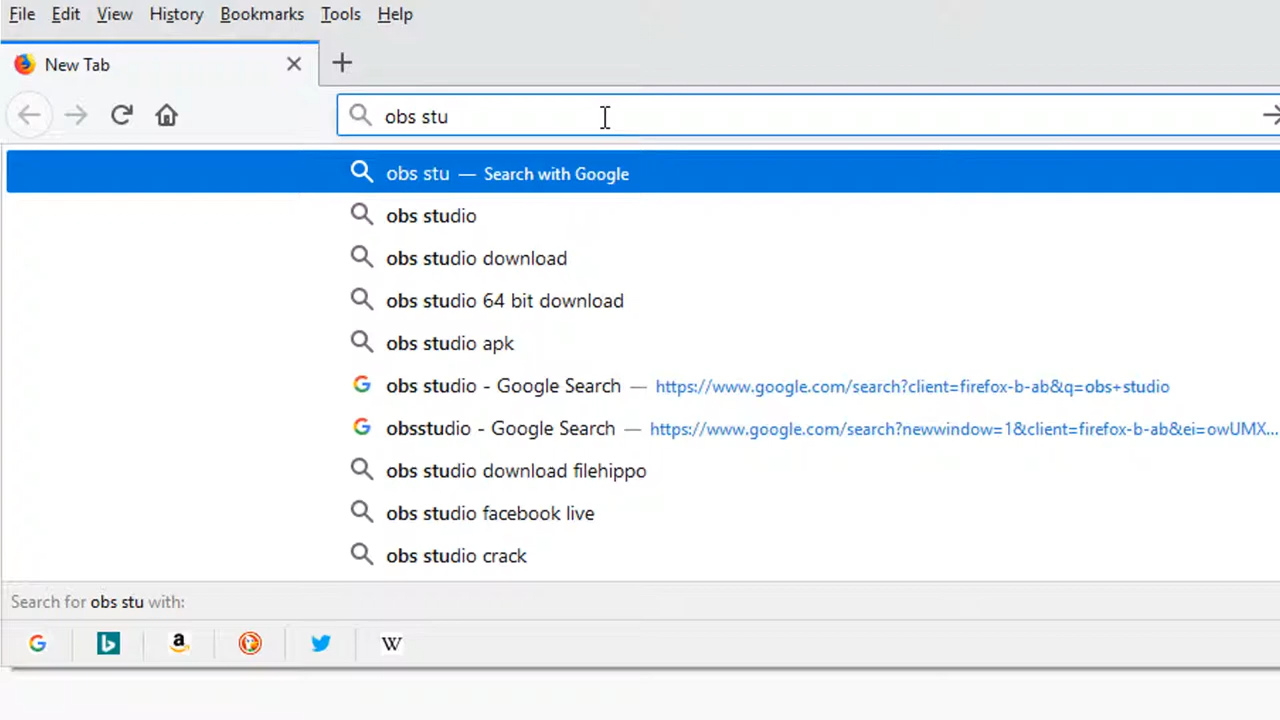 File Edit View History Bookmarks Tools Help
New Tab
obs stu
obs stu — Search with Google
obs studio
obs studio download
obs studio 64 bit download
obs studio apk
obs studio - Google Search — https://www.google.com/search?client=firefox-b-ab&q=obs+studio
obsstudio - Google Search — https://www.google.com/search?newwindow=1&client=firefox-b-ab&ei=owUMX...
obs studio download filehippo
obs studio facebook live
obs studio crack
Search for obs stu with:
G b a W